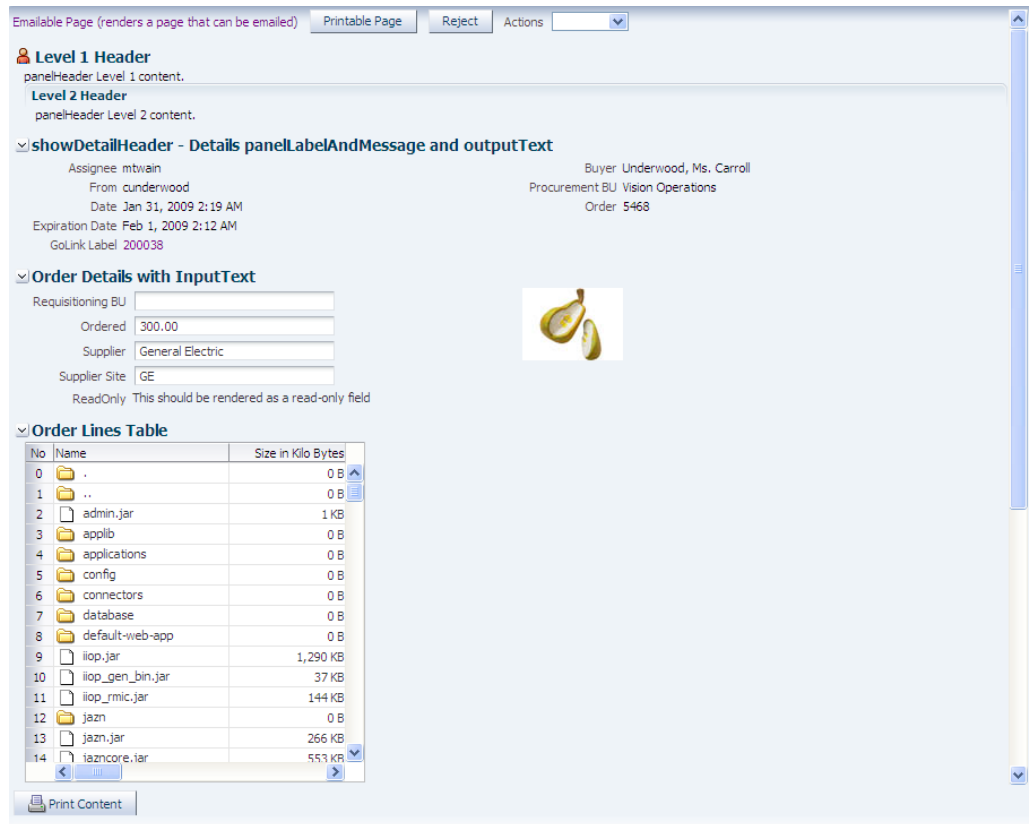 Emailable Page (renders a page that can be emailed) Printable Page Reject Actions
Level 1 Header
panelHeader Level 1 content.
Level 2 Header
panelHeader Level 2 content.
showDetailHeader - Details panelLabelAndMessage and outputText
Assignee mtwain Buyer Underwood, Ms. Carroll
From cunderwood Procurement BU Vision Operations
Date Jan 31, 2009 2:19 AM Order 5468
Expiration Date Feb 1, 2009 2:12 AM
GoLink Label 200038
Order Details with InputText
Requisitioning BU
Ordered 300.00
Supplier General Electric
Supplier Site GE
ReadOnly This should be rendered as a read-only field
Order Lines Table
No Name Size in Kilo Bytes
0 . 0 B
1 .. 0 B
2 admin.jar 1 KB
3 applib 0 B
4 applications 0 B
5 config 0 B
6 connectors 0 B
7 database 0 B
8 default-web-app 0 B
9 iiop.jar 1,290 KB
10 iiop_gen_bin.jar 37 KB
11 iiop_rmic.jar 144 KB
12 jazn 0 B
13 jazn.jar 266 KB
14 jazncore.jar 553 KB
Print Content